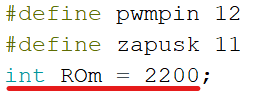 #define pwmpin 12
#define zapusk 11
int ROm = 2200;